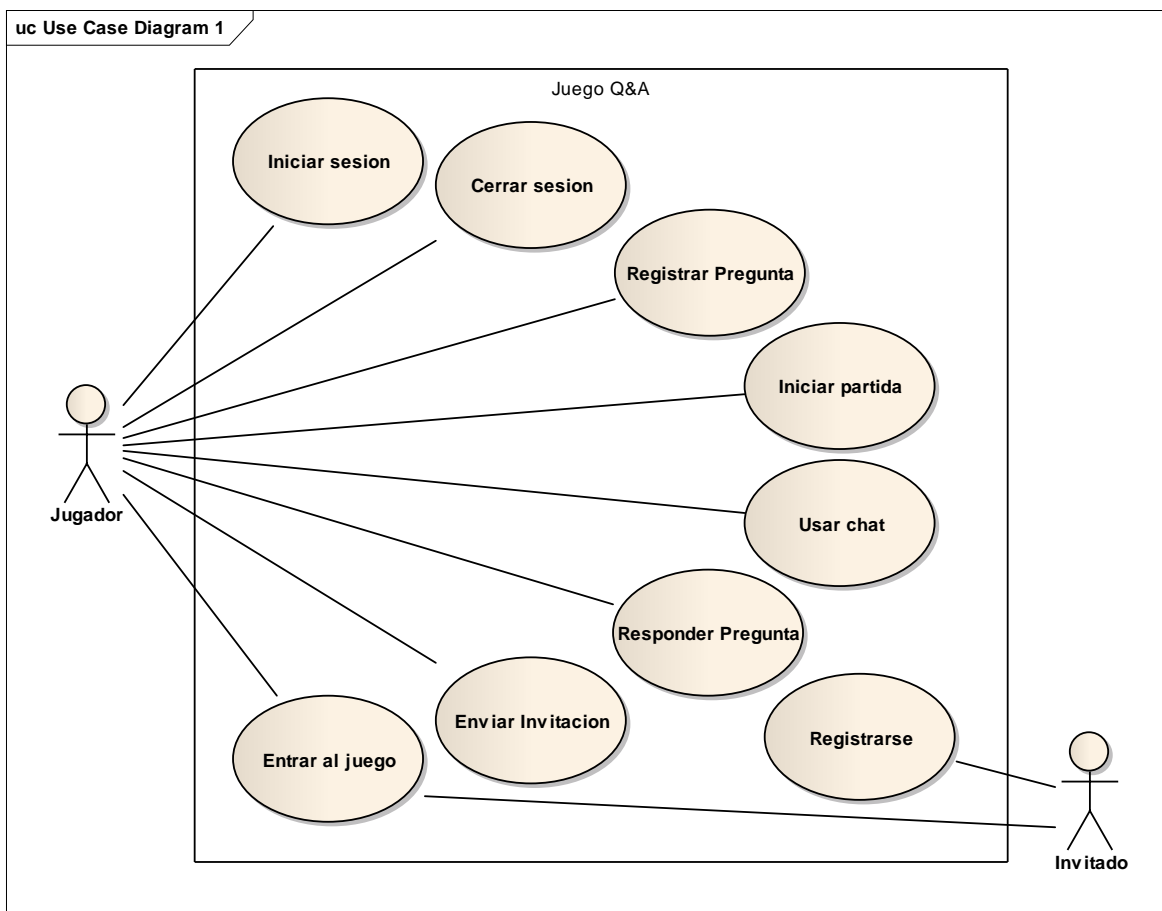 uc Use Case Diagram 1
Juego Q&A
Iniciar sesion
Cerrar sesion
Registrar Pregunta
Iniciar partida
Jugador
Usar chat
Responder Pregunta
Enviar Invitacion
Registrarse
Entrar al juego
Invitado